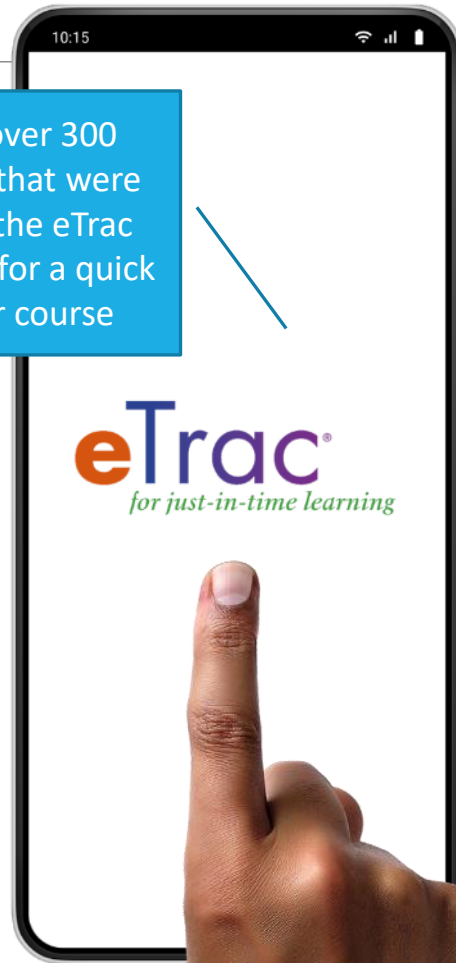 10:15
over 300
that were
the eTrac
for a quick
r course
eTrac®
for just-in-time learning